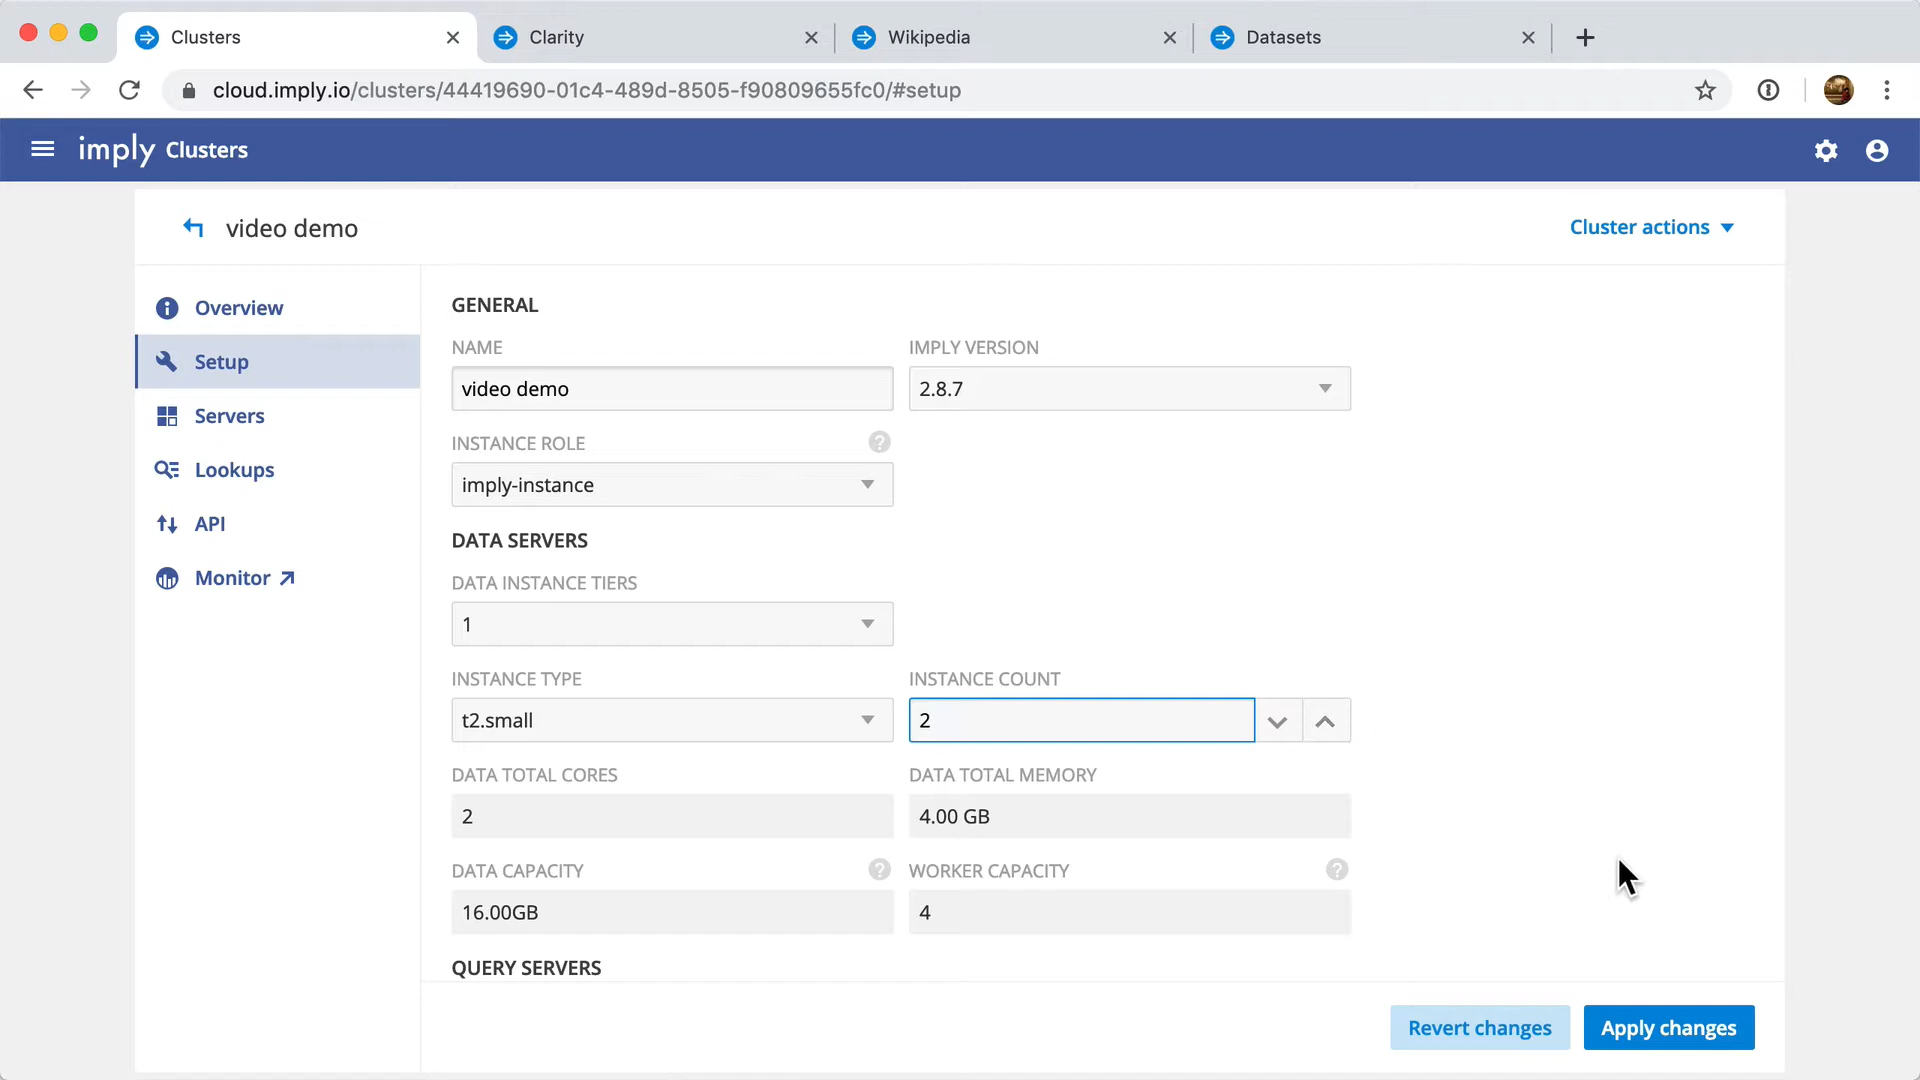 Clusters
Clarity
Wikipedia
Datasets
cloud.imply.io/clusters/44419690-01c4-489d-8505-f90809655fc0/#setup
imply Clusters
video demo
Cluster actions
Overview
Setup
Servers
Lookups
API
Monitor
GENERAL
NAME
IMPLY VERSION
video demo
2.8.7
INSTANCE ROLE
imply-instance
DATA SERVERS
DATA INSTANCE TIERS
1
INSTANCE TYPE
INSTANCE COUNT
t2.small
2
DATA TOTAL CORES
DATA TOTAL MEMORY
2
4.00 GB
DATA CAPACITY
WORKER CAPACITY
16.00GB
4
QUERY SERVERS
Revert changes
Apply changes